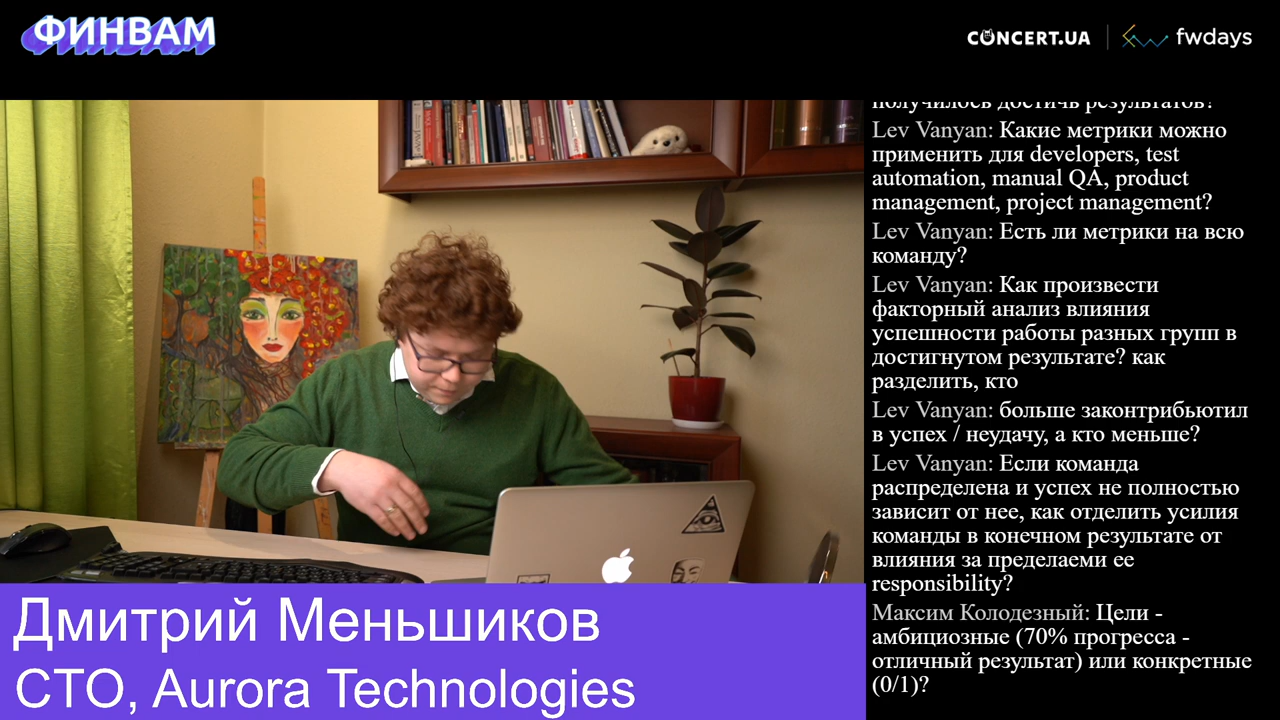 ФИНВАМ
CONCERT.UA
fwdays
получилось достичь результатов?
Lev Vanyan: Какие метрики можно
применить для developers, test
automation, manual QA, product
management, project management?
Lev Vanyan: Есть ли метрики на всю
команду?
Lev Vanyan: Как произвести
факторный анализ влияния
успешности работы разных групп в
достигнутом результате? как
разделить, кто
Lev Vanyan: больше законтрибьютил
в успех / неудачу, а кто меньше?
Lev Vanyan: Если команда
распределена и успех не полностью
зависит от нее, как отделить усилия
команды в конечном результате от
влияния за пределаеми ее
responsibility?
Максим Колодезный: Цели -
амбициозные (70% прогресса -
отличный результат) или конкретные
(0/1)?
Дмитрий Меньшиков
CTO, Aurora Technologies